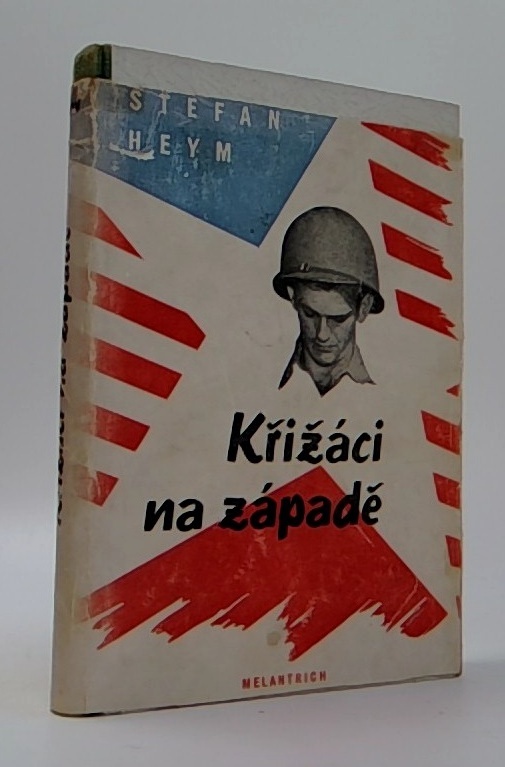 STEFAN
HEYM
Křižáci
na západě
MELANTRICH